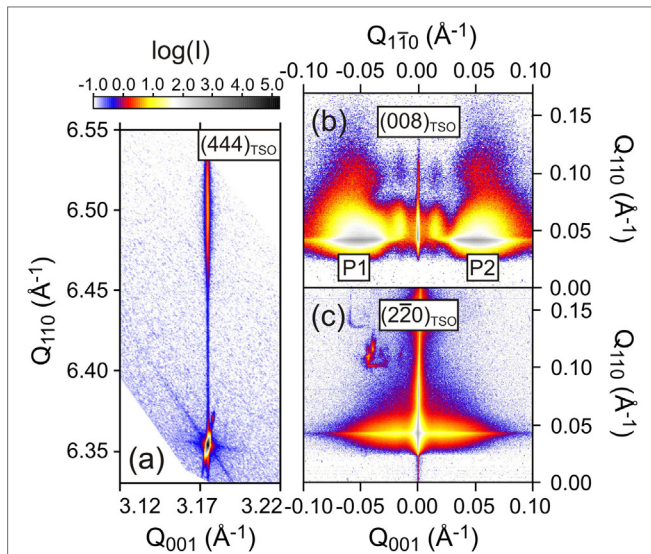 log(I)
-1.0 0.0 1.0 2.0 3.0 4.0 5.0
6.55
6.50
6.45
6.40
6.35
Q110 (Å-1)
(444)TSO
(a)
3.12 3.17 3.22
Q001 (Å-1)
Q11̅0 (Å-1)
-0.10 -0.05 0.00 0.05 0.10
(b)
(008)TSO
P1
P2
0.15
0.10
0.05
0.00
Q110 (Å-1)
(c)
(22̅0)TSO
0.15
0.10
0.05
0.00
Q110 (Å-1)
-0.10 -0.05 0.00 0.05 0.10
Q001 (Å-1)